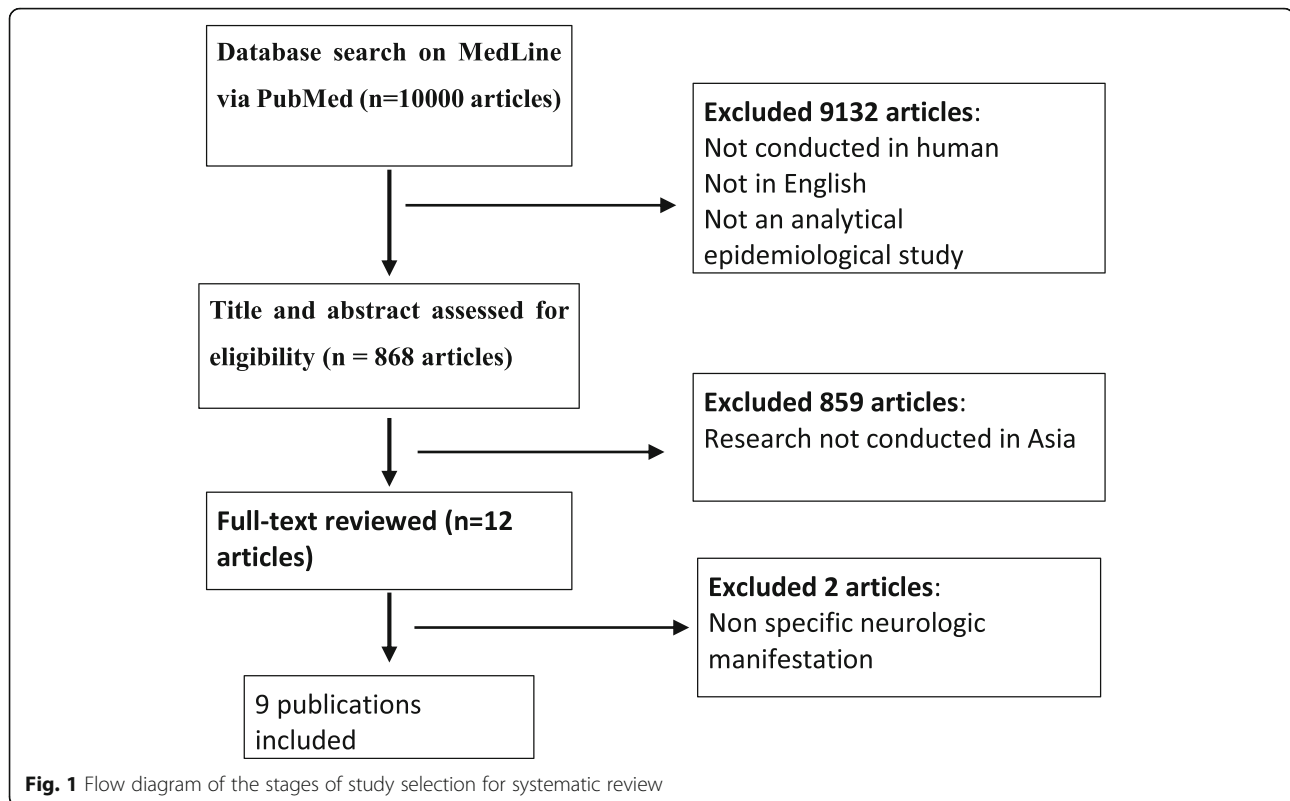 Database search on MedLine
via PubMed (n=10000 articles)
Excluded 9132 articles:
Not conducted in human
Not in English
Not an analytical
epidemiological study
Title and abstract assessed for
eligibility (n = 868 articles)
Excluded 859 articles:
Research not conducted in Asia
Full-text reviewed (n=12
articles)
Excluded 2 articles:
Non specific neurologic
manifestation
9 publications
included
Fig. 1 Flow diagram of the stages of study selection for systematic review